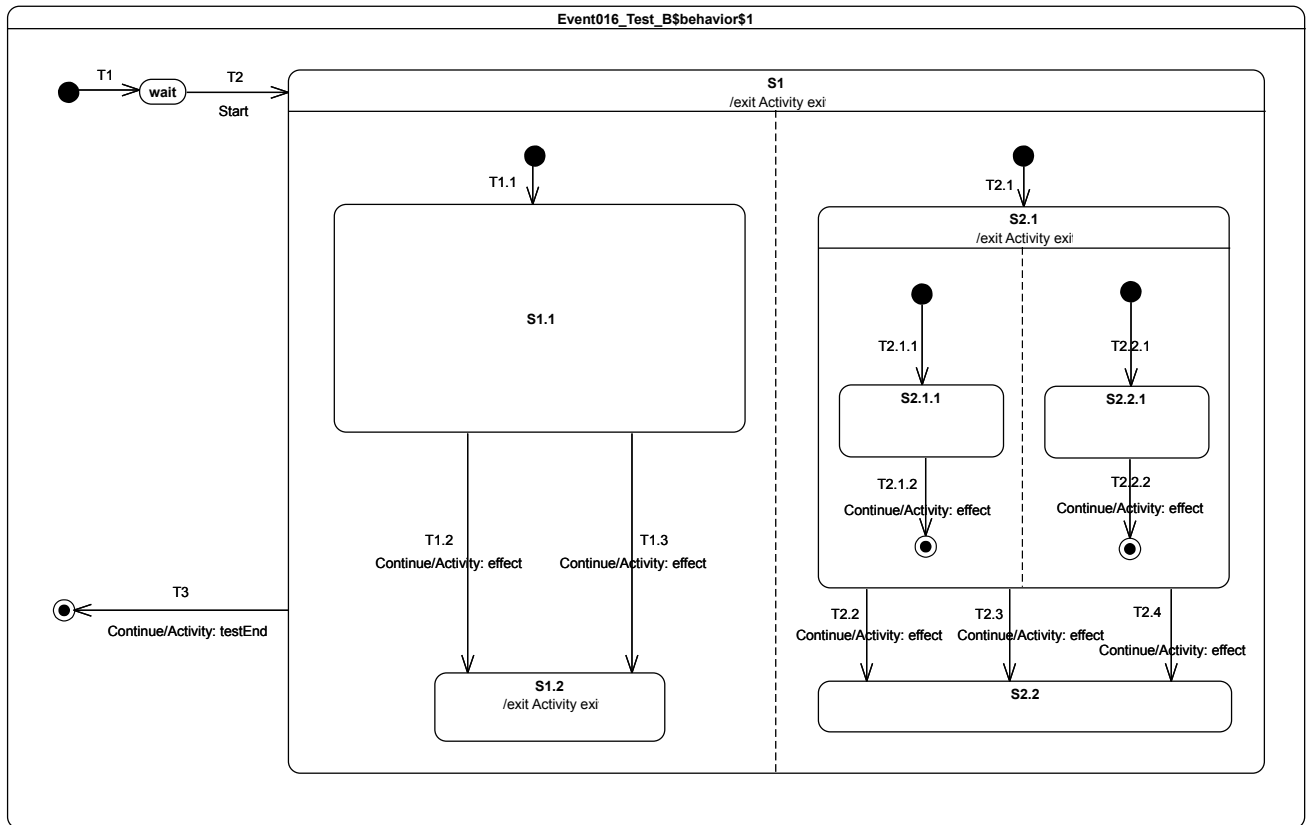 Event016_Test_B$behavior$1
T1
wait
T2
Start
S1
/exit Activity exi
T1.1
T2.1
S2.1
/exit Activity exi
S1.1
T2.1.1
T2.2.1
S2.1.1
S2.2.1
T2.1.2
T2.2.2
Continue/Activity: effect
Continue/Activity: effect
T1.2
T1.3
Continue/Activity: effect
Continue/Activity: effect
T3
Continue/Activity: testEnd
T2.2
T2.3
T2.4
Continue/Activity: effect
Continue/Activity: effect
Continue/Activity: effect
S1.2
/exit Activity exi
S2.2